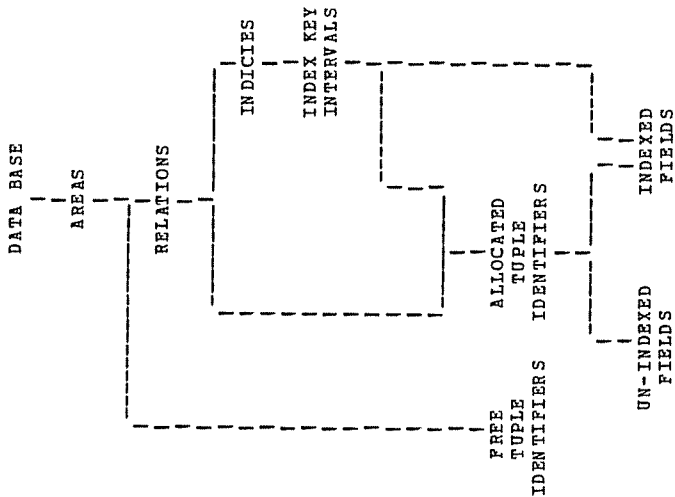 DATA BASE
AREAS
RELATIONS
INDICIES
INDEX KEY
INTERVALS
FREE
TUPLE
IDENTIFIERS
ALLOCATED
TUPLE
IDENTIFIERS
UN-INDEXED
FIELDS
INDEXED
FIELDS